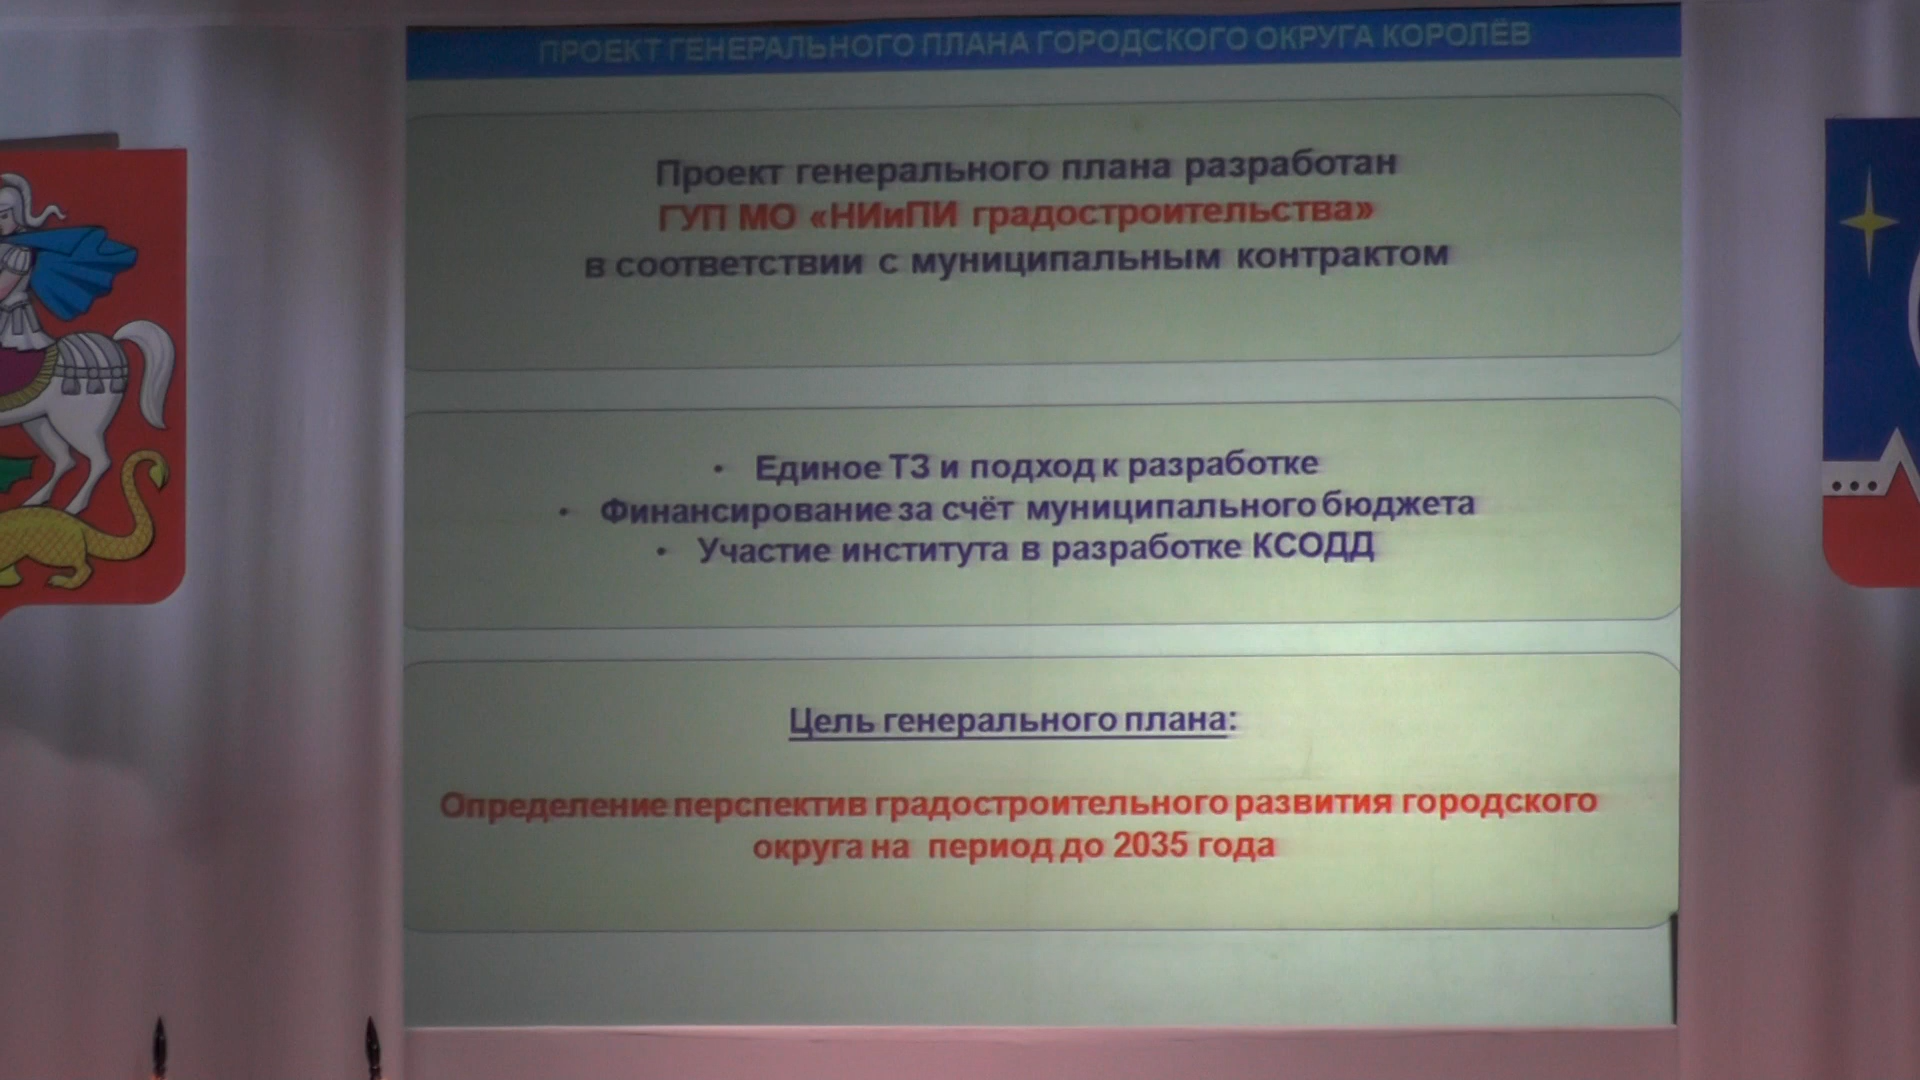 ПРОЕКТ ГЕНЕРАЛЬНОГО ПЛАНА ГОРОДСКОГО ОКРУГА КОРОЛЁВ
Проект генерального плана разработан
ГУП МО «НИиПИ градостроительства»
в соответствии с муниципальным контрактом
• Единое ТЗ и подход к разработке
• Финансирование за счёт муниципального бюджета
• Участие института в разработке КСОДД
Цель генерального плана:
Определение перспектив градостроительного развития городского
округа на период до 2035 года